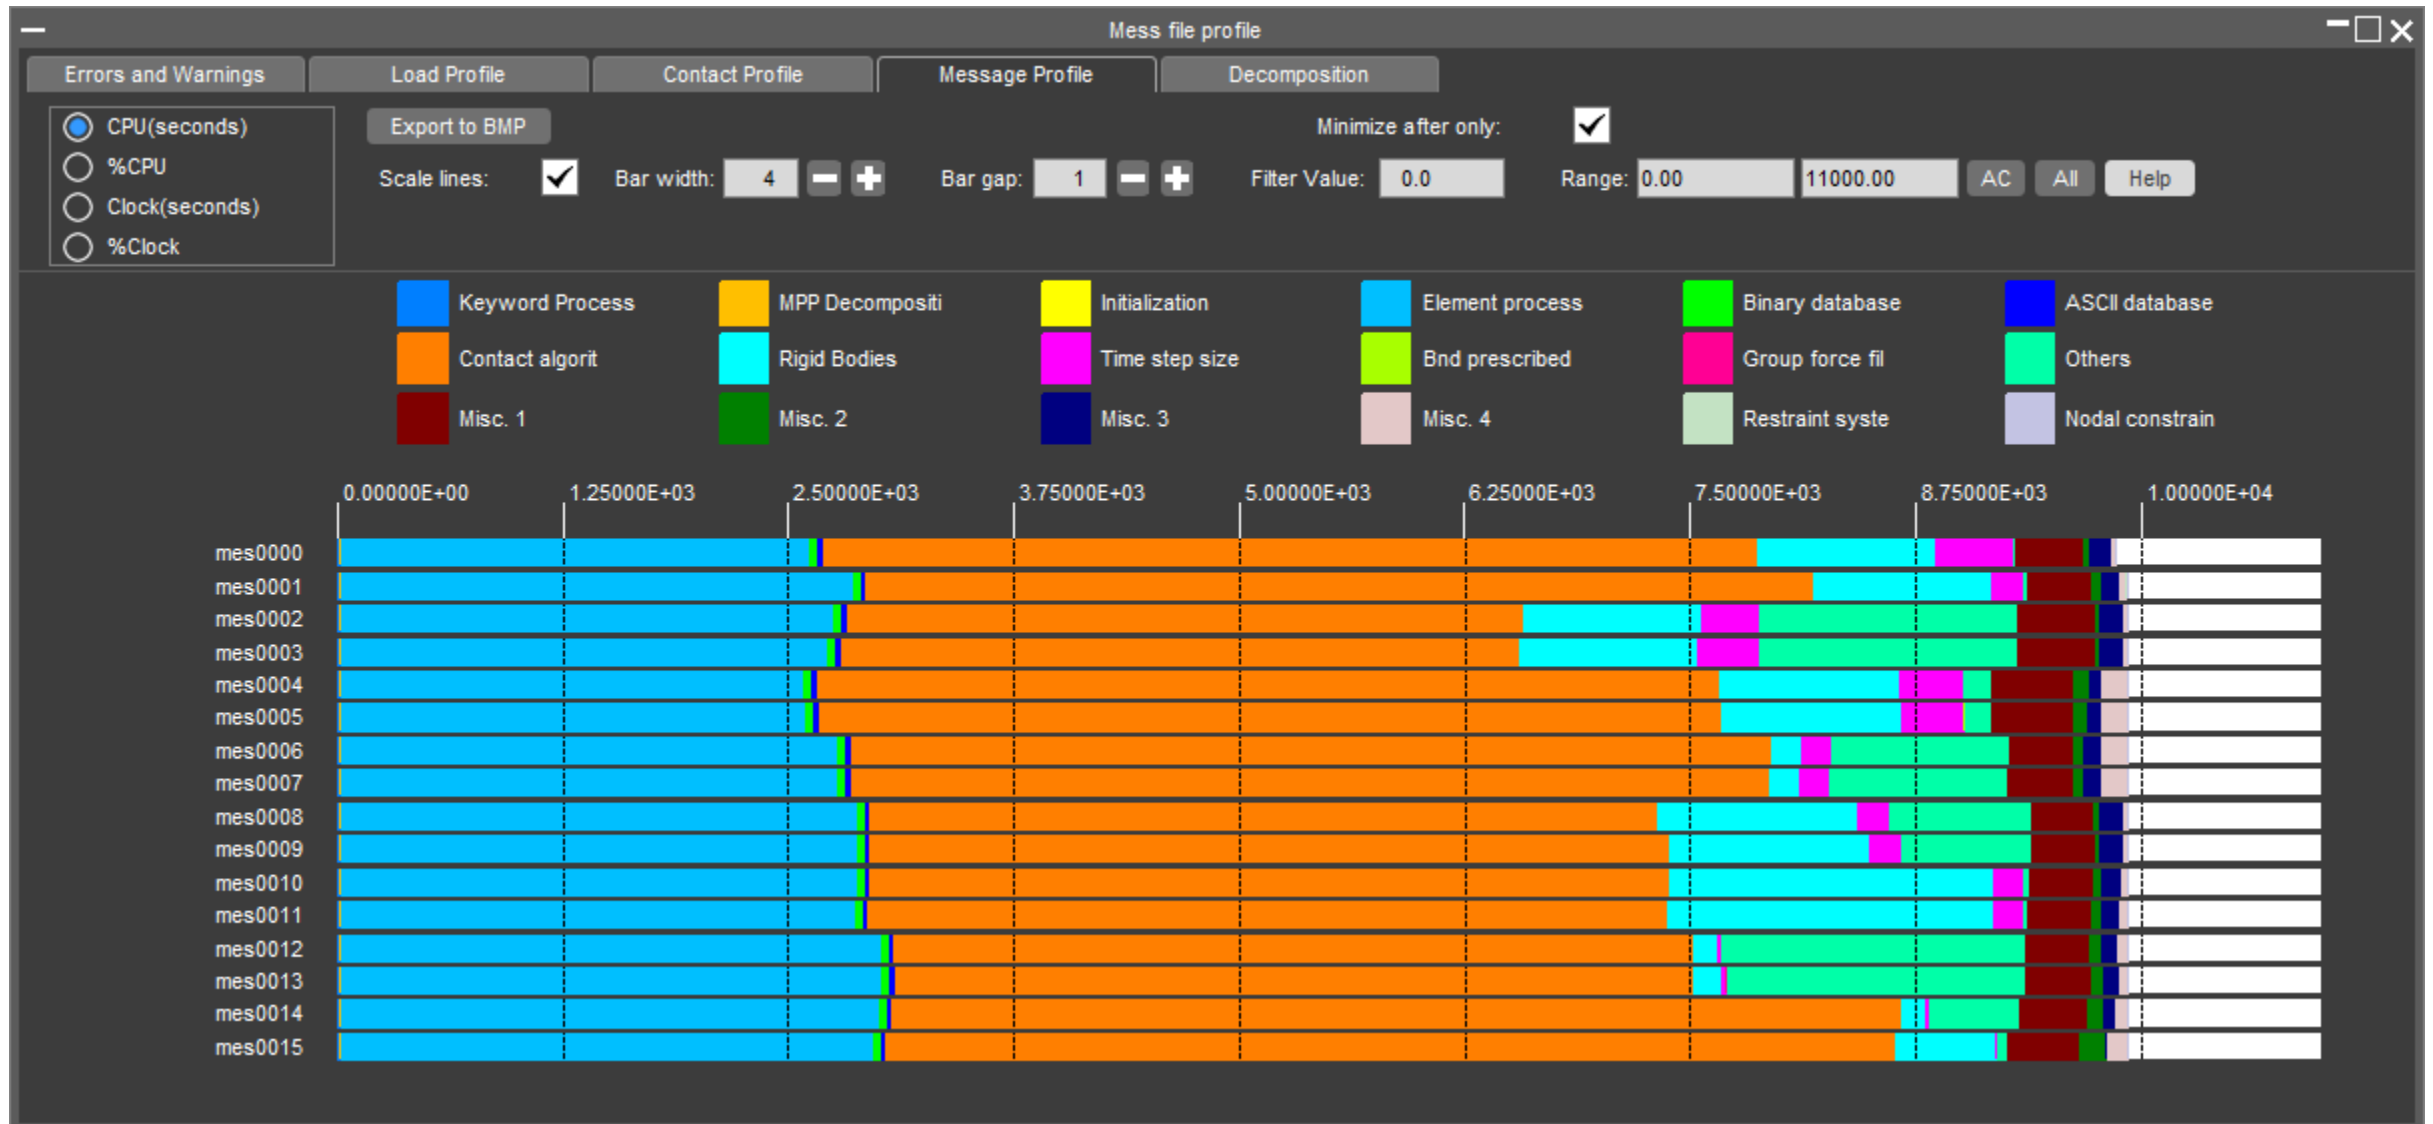 Mess file profile
Errors and Warnings Load Profile Contact Profile Message Profile Decomposition
CPU(seconds) Export to BMP Minimize after only:
%CPU Scale lines: Bar width: 4 Bar gap: 1 Filter Value: 0.0 Range: 0.00 11000.00 AC All Help
Clock(seconds)
%Clock
Keyword Process MPP Decompositi Initialization Element process Binary database ASCII database
Contact algorit Rigid Bodies Time step size Bnd prescribed Group force fil Others
Misc. 1 Misc. 2 Misc. 3 Misc. 4 Restraint syste Nodal constrain
0.00000E+00 1.25000E+03 2.50000E+03 3.75000E+03 5.00000E+03 6.25000E+03 7.50000E+03 8.75000E+03 1.00000E+04
mes0000
mes0001
mes0002
mes0003
mes0004
mes0005
mes0006
mes0007
mes0008
mes0009
mes0010
mes0011
mes0012
mes0013
mes0014
mes0015